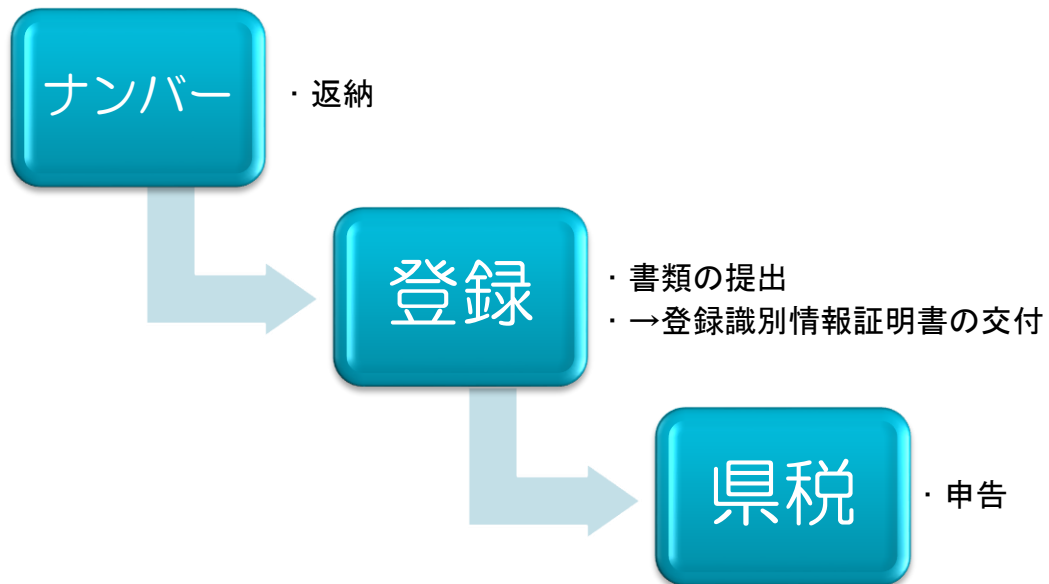 ナンバー
・返納
登録
・書類の提出
・→登録識別情報証明書の交付
県税
・申告